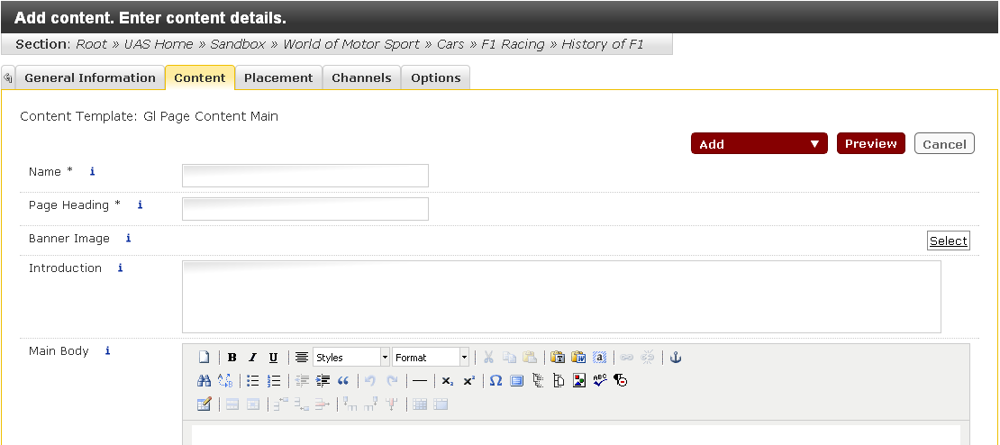 Add content. Enter content details.
Section: Root » UAS Home » Sandbox » World of Motor Sport » Cars » F1 Racing » History of F1
General Information Content Placement Channels Options
Content Template: Gl Page Content Main
Add ▼ Preview Cancel
Name * i
Page Heading * i
Banner Image i Select
Introduction i
Main Body i
B I U Styles Format